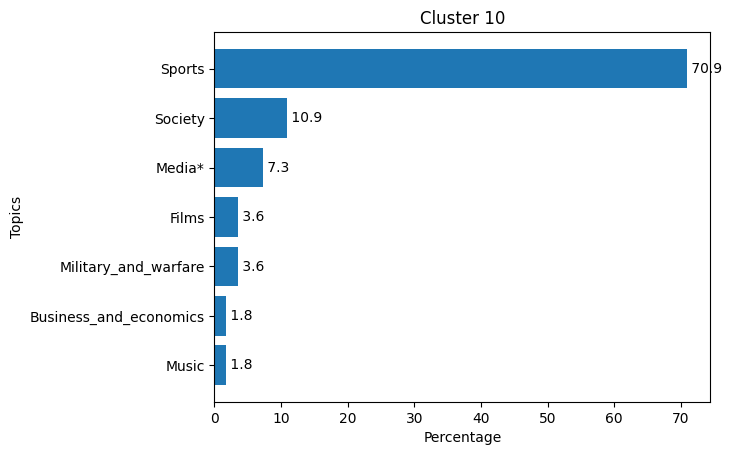 Cluster 10
Topics
Sports 70.9
Society 10.9
Media* 7.3
Films 3.6
Military_and_warfare 3.6
Business_and_economics 1.8
Music 1.8
0 10 20 30 40 50 60 70
Percentage